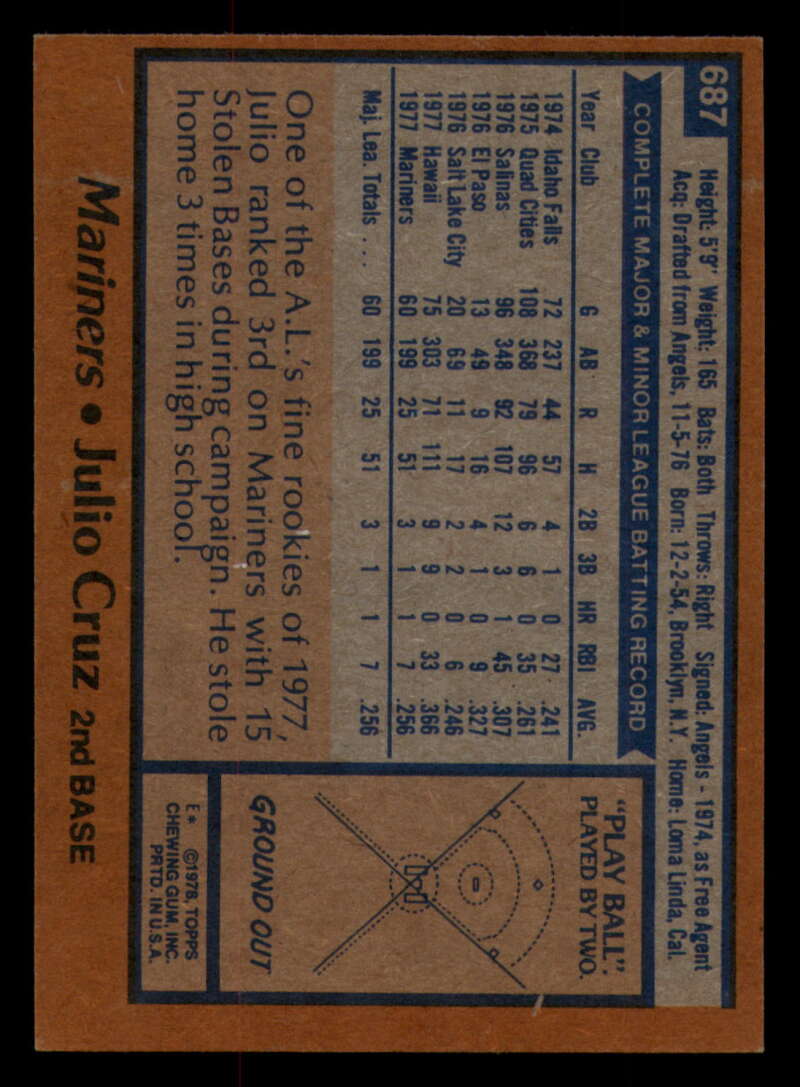 687
Height: 5'9" Weight: 165 Bats: Both Throws: Right Signed: Angels - 1974, as Free Agent
Acq: Drafted from Angels, 11-5-76 Born: 12-2-54, Brooklyn, N.Y. Home: Loma Linda, Cal.
COMPLETE MAJOR & MINOR LEAGUE BATTING RECORD
Year Club G AB R H 2B 3B HR RBI AVG.
1974 Idaho Falls 72 237 44 57 4 1 0 27 .241
1975 Quad Cities 108 368 79 96 6 6 0 35 .261
1976 Salinas 96 348 92 107 12 3 1 45 .307
1976 El Paso 13 49 9 16 4 1 0 9 .327
1976 Salt Lake City 20 69 11 17 2 2 0 6 .246
1977 Hawaii 75 303 71 111 9 9 0 33 .366
1977 Mariners 60 199 25 51 3 1 1 7 .256
Maj. Lea. Totals .... 60 199 25 51 3 1 1 7 .256
One of the A.L.'s fine rookies of 1977,
Julio ranked 3rd on Mariners with 15
Stolen Bases during campaign. He stole
home 3 times in high school.
"PLAY BALL".
PLAYED BY TWO.
GROUND OUT
E* ©1978, TOPPS
CHEWING GUM, INC.
PRTD. IN U.S.A.
Mariners • Julio Cruz 2nd BASE